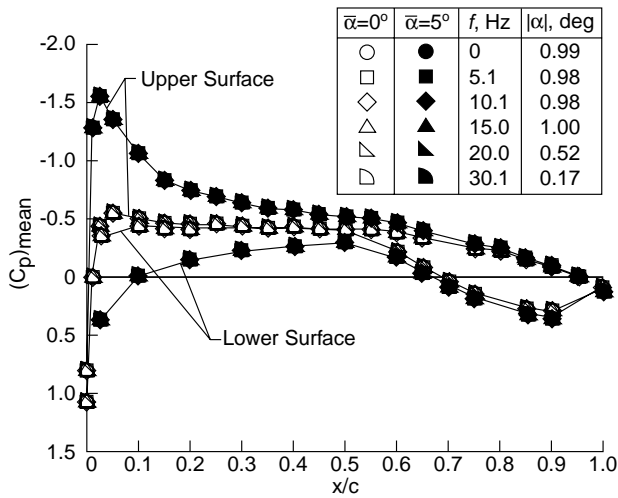 α̅=0° α̅=5° f, Hz |α|, deg
0 0.99
5.1 0.98
10.1 0.98
15.0 1.00
20.0 0.52
30.1 0.17
-2.0
-1.5
-1.0
-0.5
0
0.5
1.0
1.5
(Cp)mean
Upper Surface
Lower Surface
0 0.1 0.2 0.3 0.4 0.5 0.6 0.7 0.8 0.9 1.0
x/c